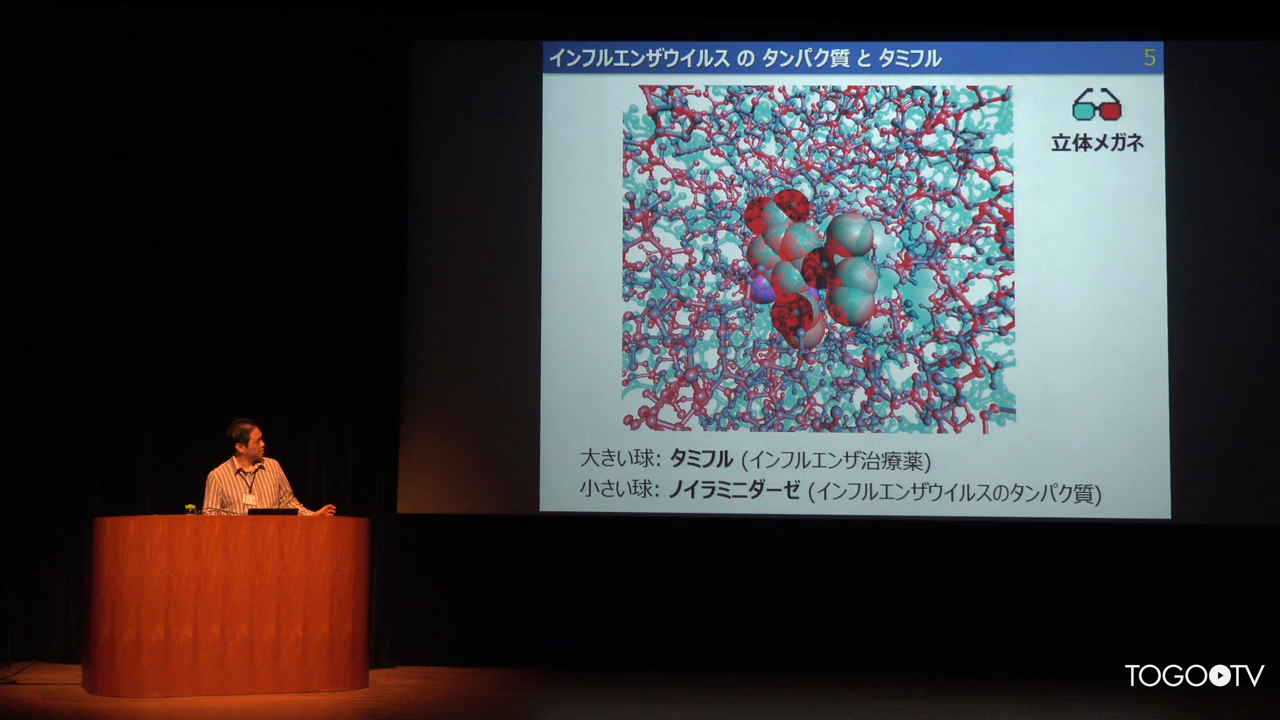 インフルエンザウイルス の タンパク質 と タミフル
5
立体メガネ
大きい球: タミフル (インフルエンザ治療薬)
小さい球: ノイラミニダーゼ (インフルエンザウイルスのタンパク質)
TOGO TV